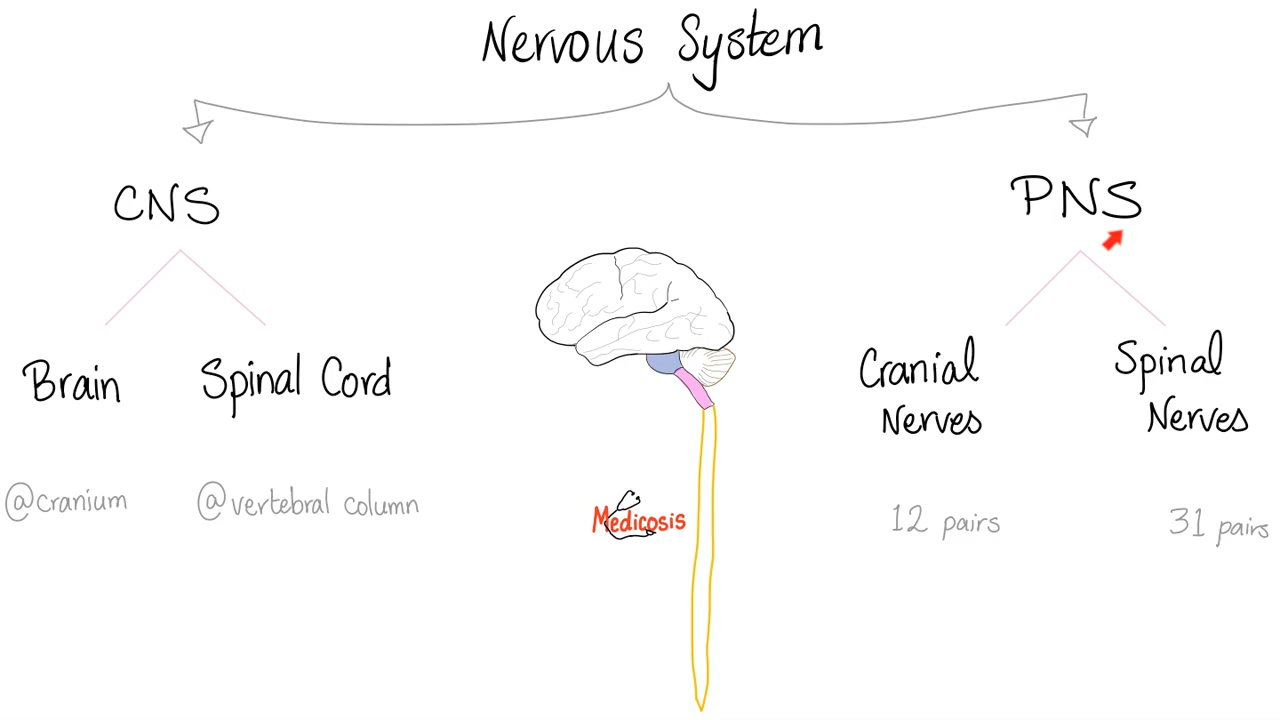 Nervous System
CNS
PNS
Brain
Spinal Cord
Cranial
Nerves
Spinal
Nerves
@cranium
@vertebral column
Medicosis
12 pairs
31 pairs